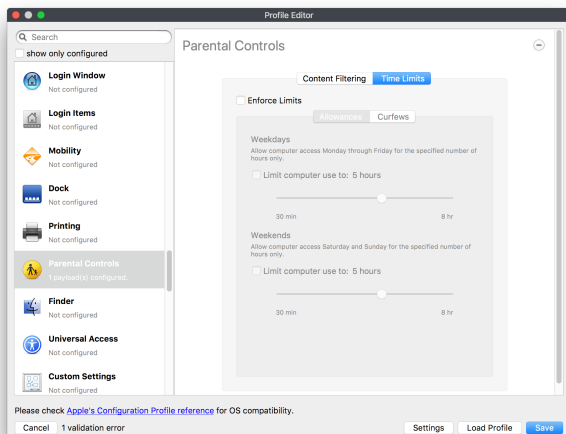 Profile Editor
Search
show only configured
Login Window
Not configured
Login Items
Not configured
Mobility
Not configured
Dock
Not configured
Printing
Not configured
Parental Controls
1 payload(s) configured.
Finder
Not configured
Universal Access
Not configured
Custom Settings
Not configured
Parental Controls
Content Filtering Time Limits
Enforce Limits
Allowances Curfews
Weekdays
Allow computer access Monday through Friday for the specified number of
hours only.
Limit computer use to: 5 hours
30 min 8 hr
Weekends
Allow computer access Saturday and Sunday for the specified number of
hours only.
Limit computer use to: 5 hours
30 min 8 hr
Please check Apple's Configuration Profile reference for OS compatibility.
Cancel 1 validation error Settings Load Profile Save